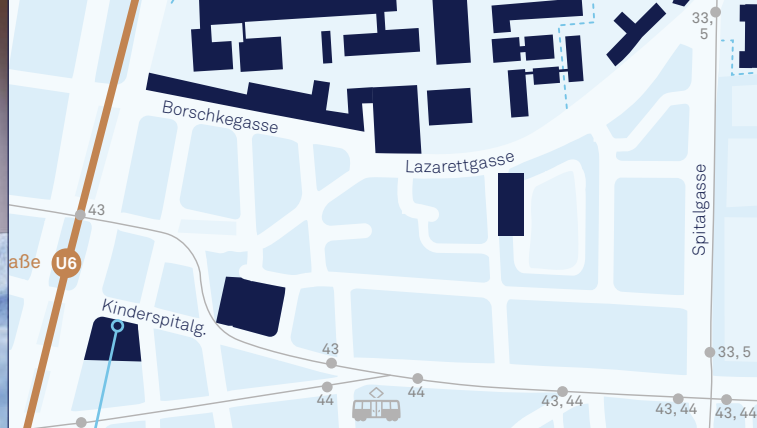 33,
5
Borschkegasse
Lazarettgasse
Spitalgasse
43
aße
U6
Kinderspitalg.
43
33, 5
44
44
43, 44
43, 44
43, 44